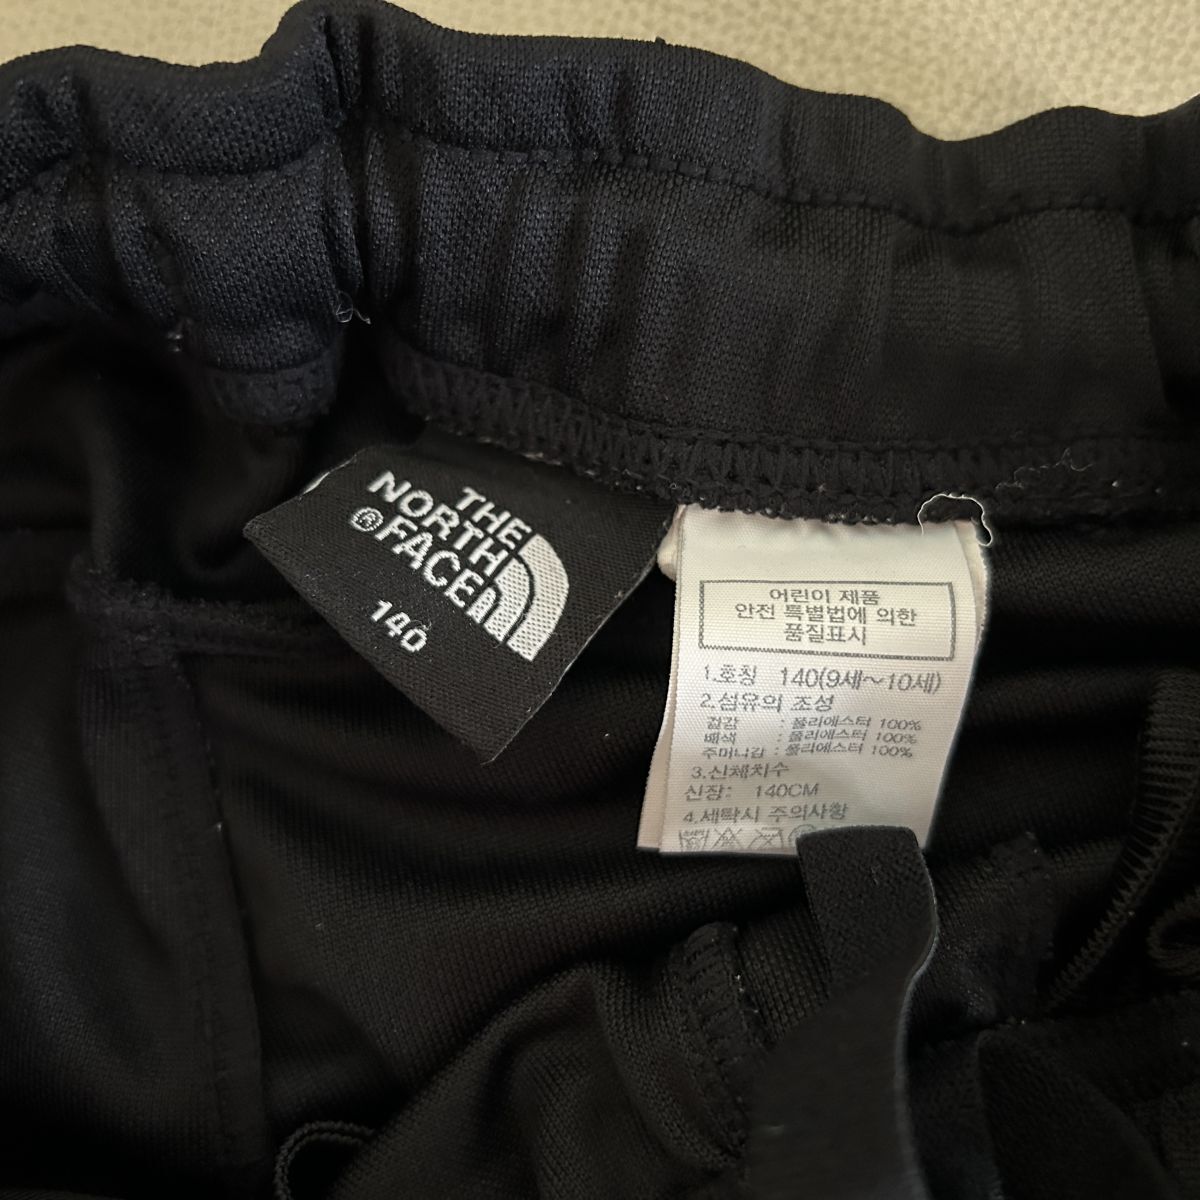 THE
NORTH
®FACE
140
어린이 제품
안전 특별법에 의한
품질표시
1.호칭 140(9세~10세)
2.섬유의 조성
겉감 : 폴리에스터 100%
배색 : 폴리에스터 100%
주머니감 : 폴리에스터 100%
3.신체치수
신장: 140CM
4.세탁시 주의사항